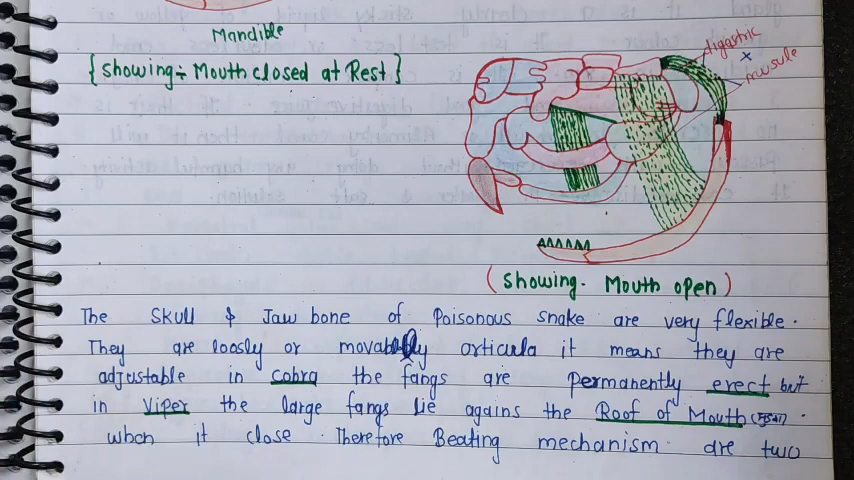 Mandible
{ Showing÷ Mouth closed at Rest }
digastric
muscule
(Showing. Mouth open)
The Skull & Jaw bone of Poisonous snake are very flexible.
They are loosly or movably articula it means they are
adjustable in cobra the fangs are Permanently erect but
in Viper the large fangs lie agains the Roof of Mouth
when it close. Therefore Beating mechanism are two